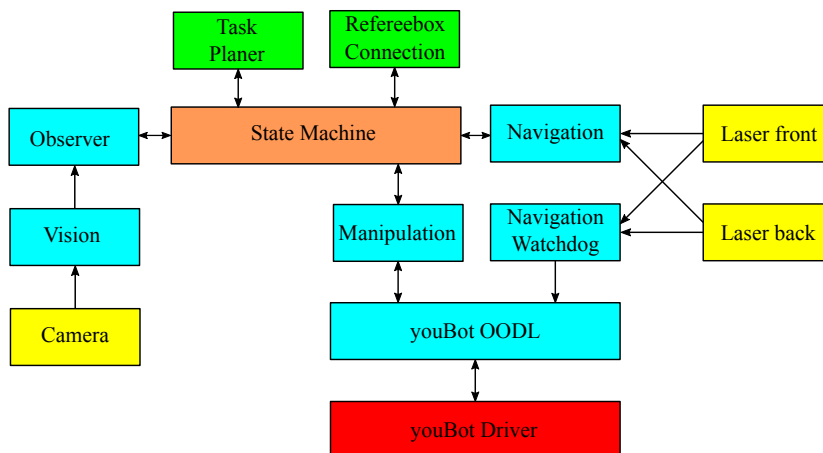 Task
Planer
Refereebox
Connection
Observer
State Machine
Navigation
Laser front
Vision
Manipulation
Navigation
Watchdog
Laser back
Camera
youBot OODL
youBot Driver